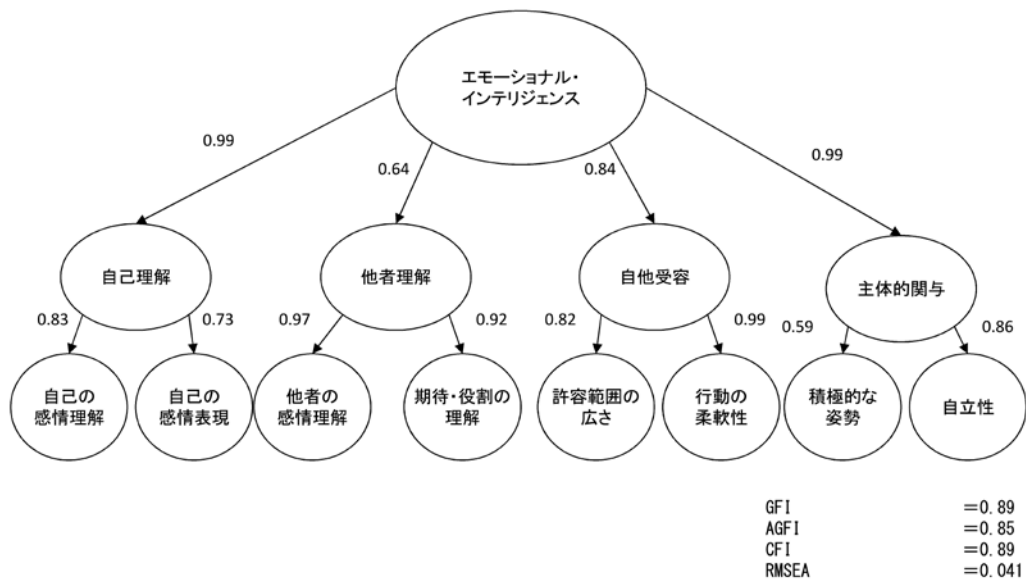 エモーショナル・
インテリジェンス
0.99
0.64
0.84
0.99
自己理解
他者理解
自他受容
主体的関与
0.83
0.73
0.97
0.92
0.82
0.99
0.59
0.86
自己の
感情理解
自己の
感情表現
他者の
感情理解
期待・役割の
理解
許容範囲の
広さ
行動の
柔軟性
積極的な
姿勢
自立性
GFI =0.89
AGFI =0.85
CFI =0.89
RMSEA =0.041